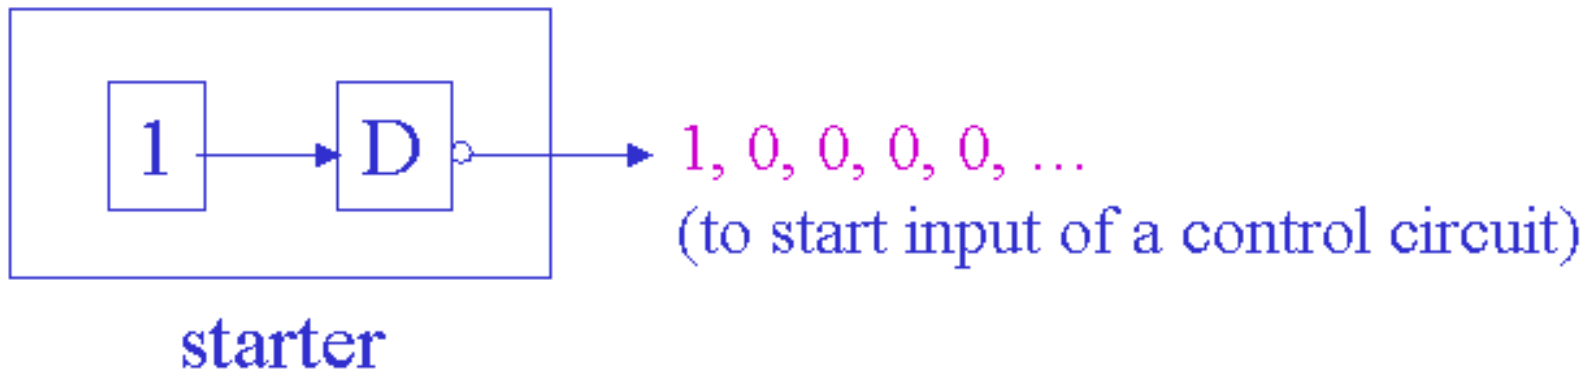 1 D 1, 0, 0, 0, 0, ...
(to start input of a control circuit)
starter